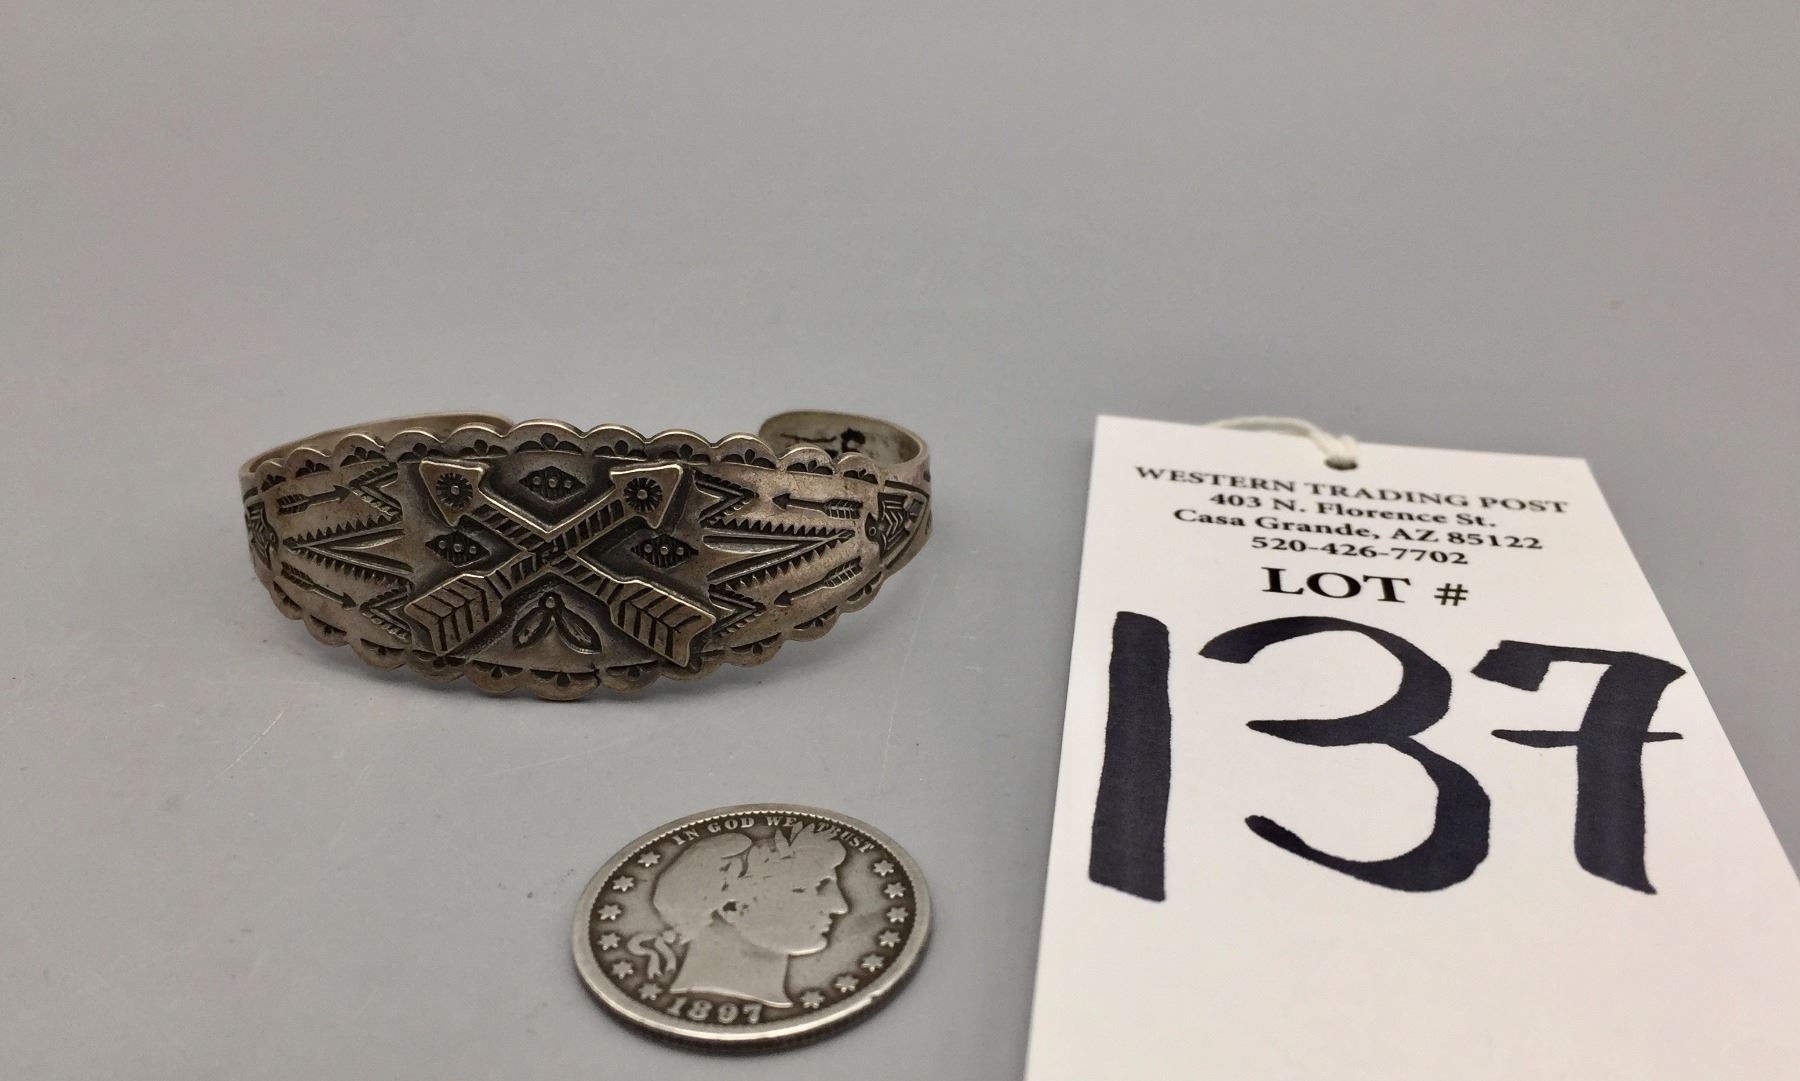 WESTERN TRADING POST
403 N. Florence St.
Casa Grande, AZ 85122
520-426-7702
LOT #
137
IN GOD WE TRUST
1897